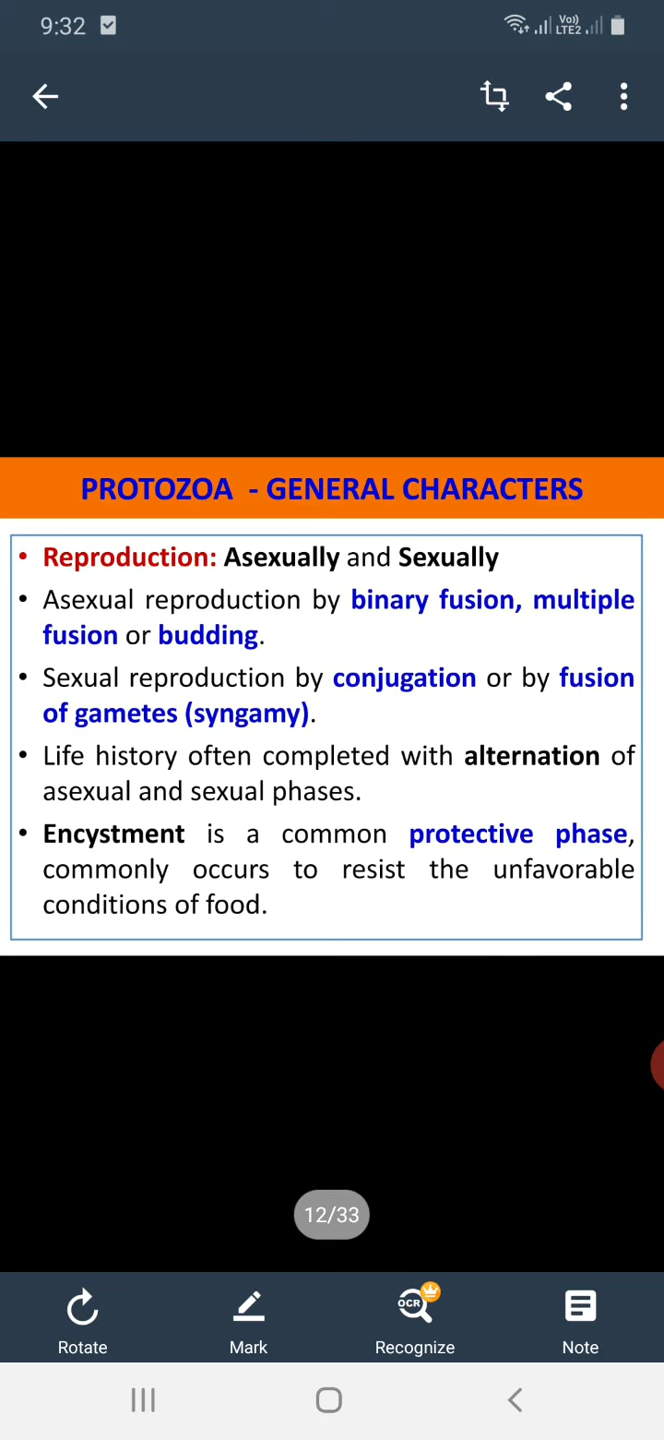 9:32
Vo))
LTE2
PROTOZOA - GENERAL CHARACTERS
• Reproduction: Asexually and Sexually
• Asexual reproduction by binary fusion, multiple
fusion or budding.
• Sexual reproduction by conjugation or by fusion
of gametes (syngamy).
• Life history often completed with alternation of
asexual and sexual phases.
• Encystment is a common protective phase,
commonly occurs to resist the unfavorable
conditions of food.
12/33
OCR
Rotate Mark Recognize Note